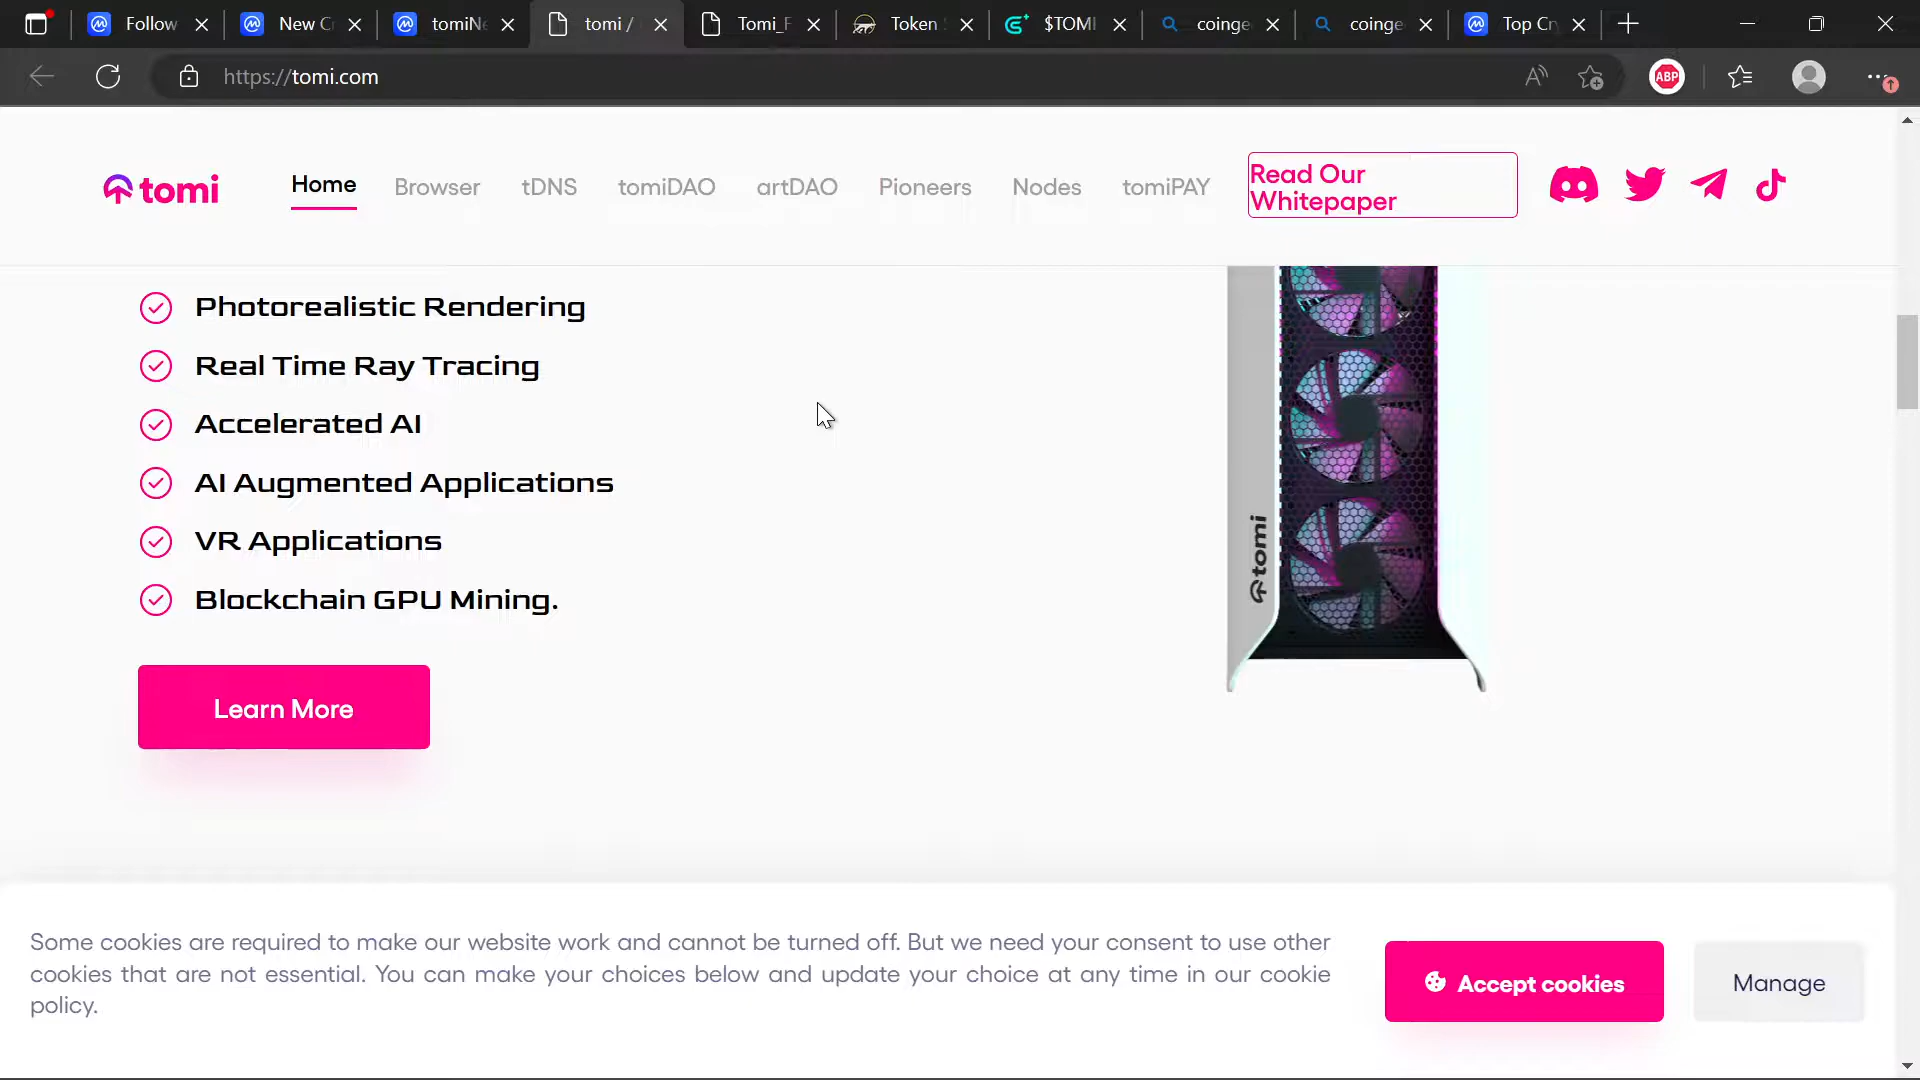 Follow
New C
tomiNe
tomi /
Tomi_F
Token
$TOMI
coinge
coinge
Top Cry
https://tomi.com
ABP
tomi
Home
Browser
tDNS
tomiDAO
artDAO
Pioneers
Nodes
tomiPAY
Read Our
Whitepaper
Photorealistic Rendering
Real Time Ray Tracing
Accelerated AI
AI Augmented Applications
VR Applications
Blockchain GPU Mining.
tomi
Learn More
Some cookies are required to make our website work and cannot be turned off. But we need your consent to use other
cookies that are not essential. You can make your choices below and update your choice at any time in our cookie
policy.
Accept cookies
Manage